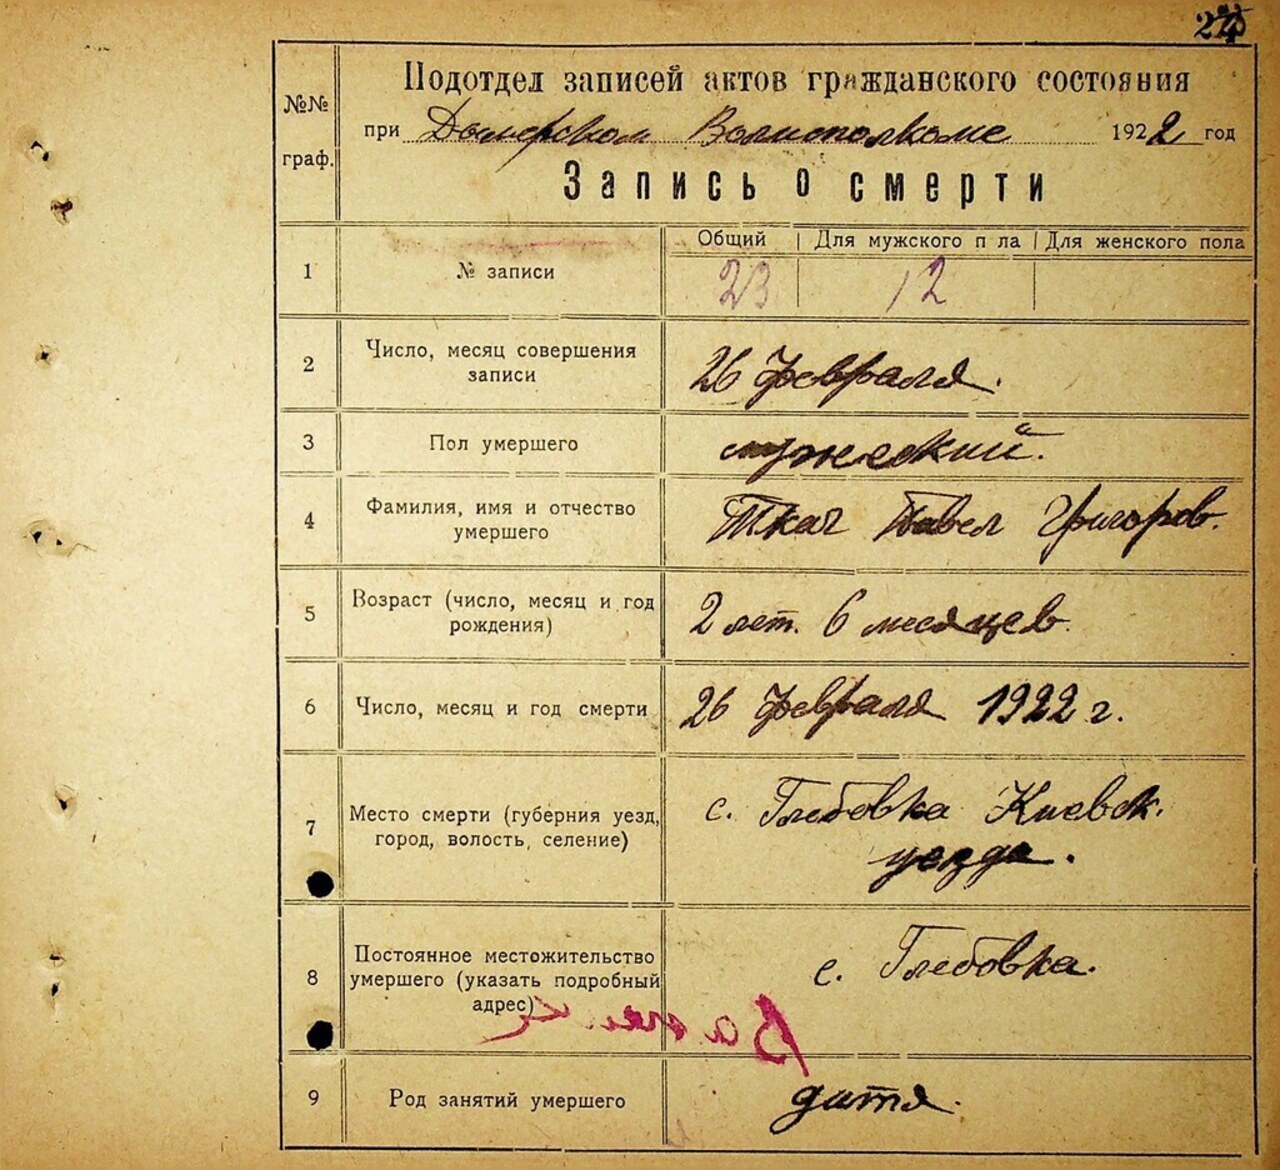 №№ граф.
Подотдел записей актов гражданского состояния
при Дымерском Волисполкоме 1922 год
Запись о смерти
1 № записи
Общий Для мужского п ла Для женского пола
23 12
2 Число, месяц совершения записи
26 февраля.
3 Пол умершего
мужеский.
4 Фамилия, имя и отчество умершего
Ткач Павел Григоров.
5 Возраст (число, месяц и год рождения)
2 лет. 6 месяцев.
6 Число, месяц и год смерти
26 февраля 1922 г.
7 Место смерти (губерния уезд, город, волость, селение)
с. Глебовка Киевск.
уезда.
8 Постоянное местожительство умершего (указать подробный адрес)
с. Глебовка.
9 Род занятий умершего
дитя.